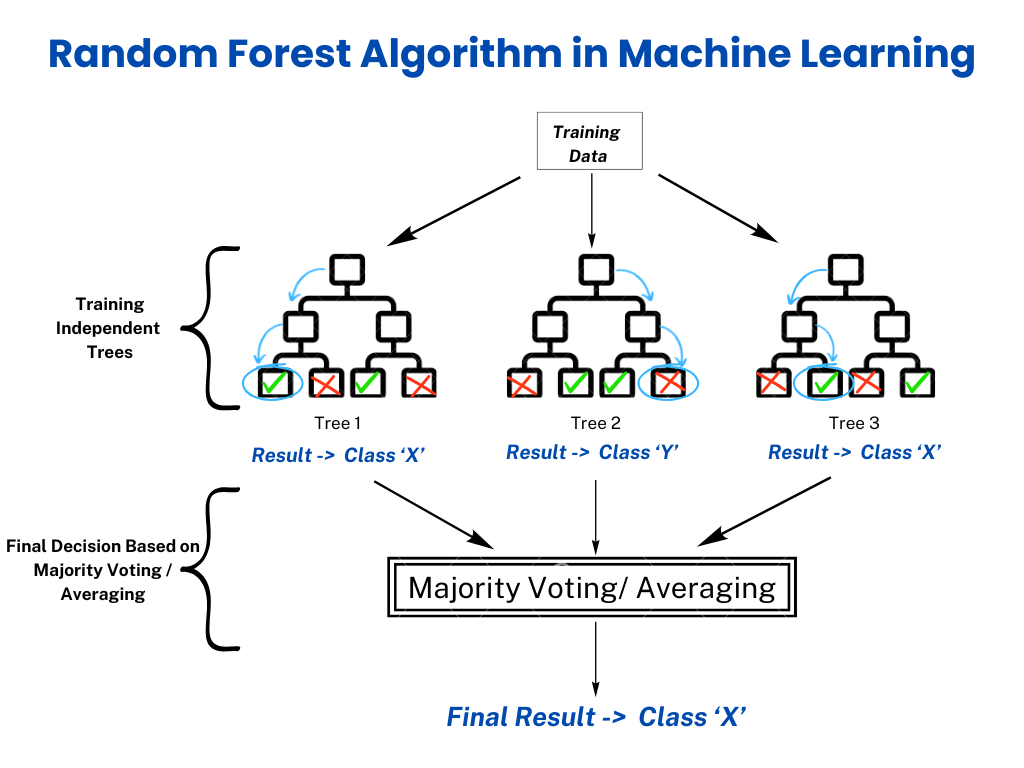 Random Forest Algorithm in Machine Learning
Training
Data
Training
Independent
Trees
Tree 1
Tree 2
Tree 3
Result -> Class ‘X’
Result -> Class ‘Y’
Result -> Class ‘X’
Final Decision Based on
Majority Voting /
Averaging
Majority Voting/ Averaging
Final Result -> Class ‘X’